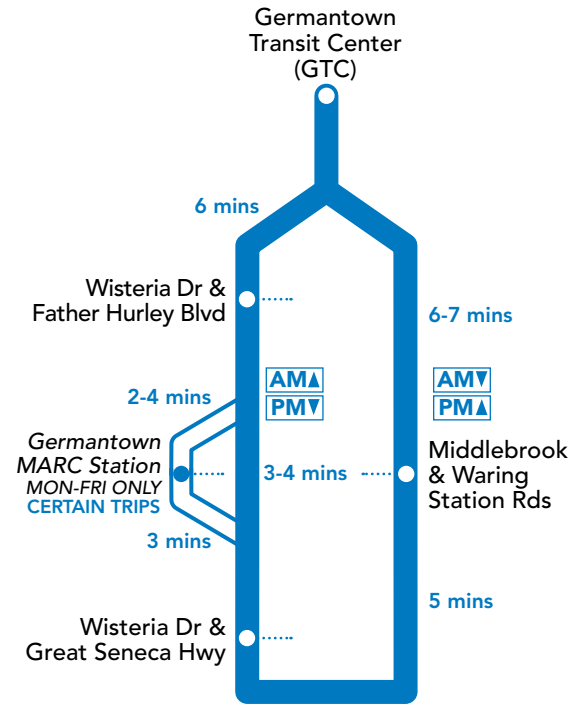 Germantown
Transit Center
(GTC)
6 mins
Wisteria Dr &
Father Hurley Blvd
6-7 mins
AM▲
PM▼
AM▼
PM▲
2-4 mins
Germantown
MARC Station
MON-FRI ONLY
CERTAIN TRIPS
3-4 mins
Middlebrook
& Waring
Station Rds
3 mins
5 mins
Wisteria Dr &
Great Seneca Hwy